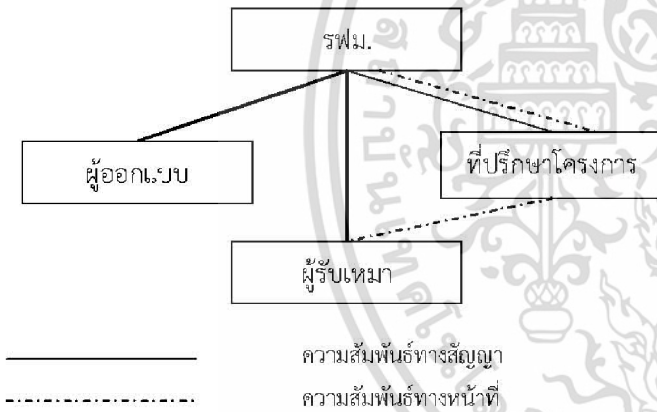 รฟม.
ผู้ออกแบบ
ที่ปรึกษาโครงการ
ผู้รับเหมา
ความสัมพันธ์ทางสัญญา
ความสัมพันธ์ทางหน้าที่